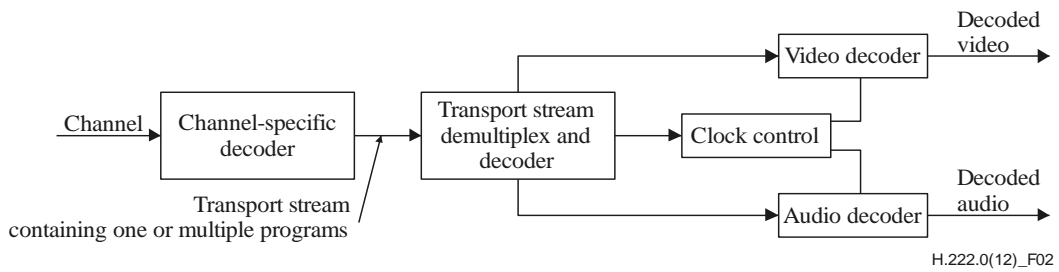 Channel
Channel-specific
decoder
Transport stream
containing one or multiple programs
Transport stream
demultiplex and
decoder
Clock control
Video decoder
Decoded
video
Audio decoder
Decoded
audio
H.222.0(12)_F02